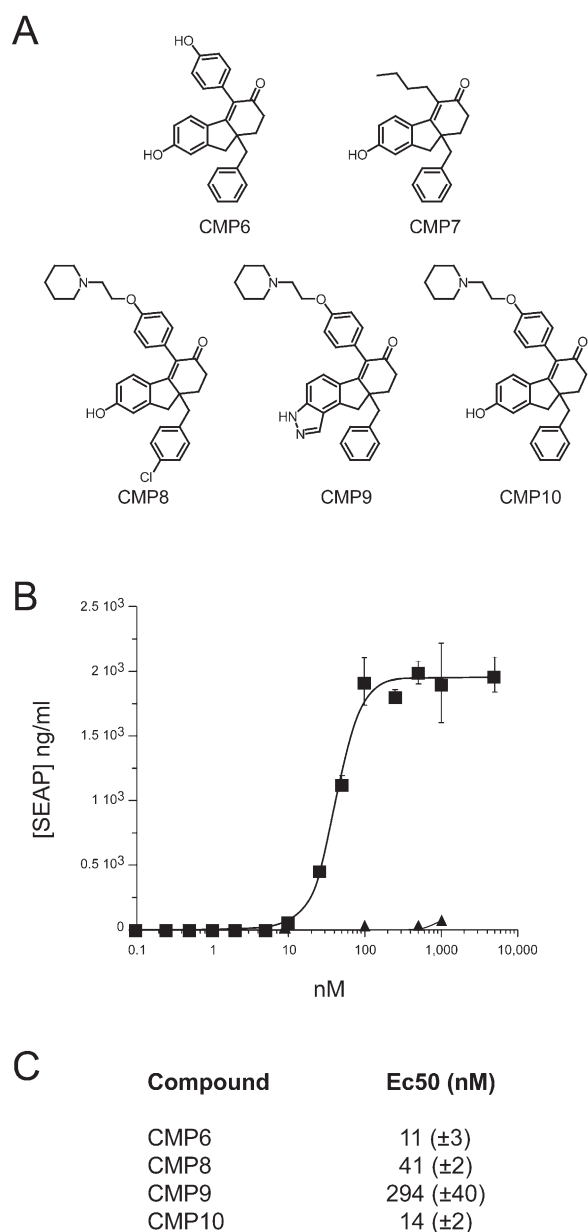 A
HO
O
HO
CMP6
O
HO
CMP7
N
O
O
HO
Cl
CMP8
N
O
O
HN
N
CMP9
N
O
O
HO
CMP10
B
2.5 10³
2 10³
1.5 10³
1 10³
0.5 10³
0
[SEAP] ng/ml
0.1 1 10 100 1,000 10,000
nM
C
Compound Ec50 (nM)
CMP6 11 (±3)
CMP8 41 (±2)
CMP9 294 (±40)
CMP10 14 (±2)